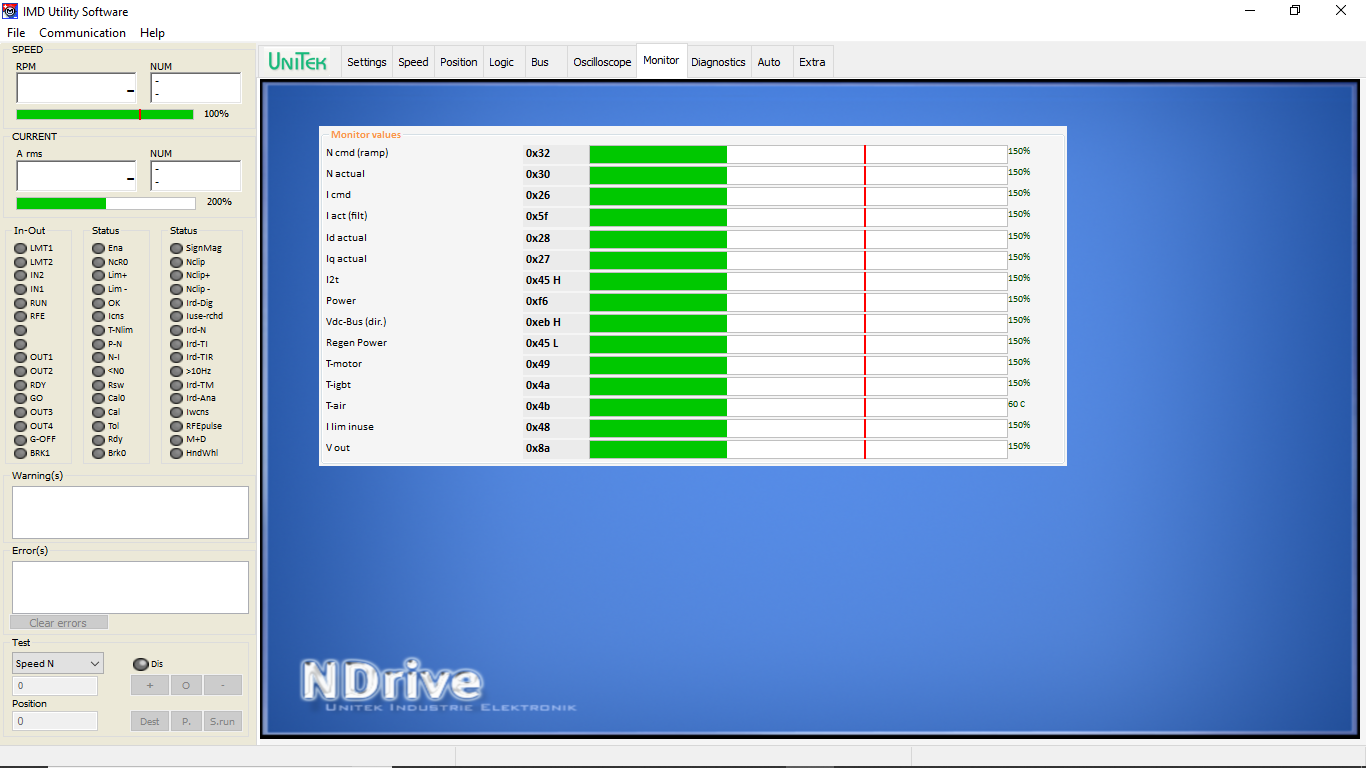 IMD Utility Software
File Communication Help
SPEED
RPM NUM
-
- -
100%
CURRENT
A rms NUM
-
- -
200%
In-Out Status Status
LMT1 Ena SignMag
LMT2 NcR0 Nclip
IN2 Lim+ Nclip+
IN1 Lim - Nclip -
RUN OK Ird-Dig
RFE Icns Iuse-rchd
T-Nlim Ird-N
P-N Ird-TI
OUT1 N-I Ird-TIR
OUT2 <N0 >10Hz
RDY Rsw Ird-TM
GO Cal0 Ird-Ana
OUT3 Cal Iwcns
OUT4 Tol RFEpulse
G-OFF Rdy M+D
BRK1 Brk0 HndWhl
Warning(s)
Error(s)
Clear errors
Test
Speed N Dis
0 + O -
Position
0 Dest P. S.run
UNITEK Settings Speed Position Logic Bus Oscilloscope Monitor Diagnostics Auto Extra
Monitor values
N cmd (ramp) 0x32 150%
N actual 0x30 150%
I cmd 0x26 150%
I act (filt) 0x5f 150%
Id actual 0x28 150%
Iq actual 0x27 150%
I2t 0x45 H 150%
Power 0xf6 150%
Vdc-Bus (dir.) 0xeb H 150%
Regen Power 0x45 L 150%
T-motor 0x49 150%
T-igbt 0x4a 150%
T-air 0x4b 60 C
I lim inuse 0x48 150%
V out 0x8a 150%
NDrive
UNITEK INDUSTRIE ELEKTRONIK